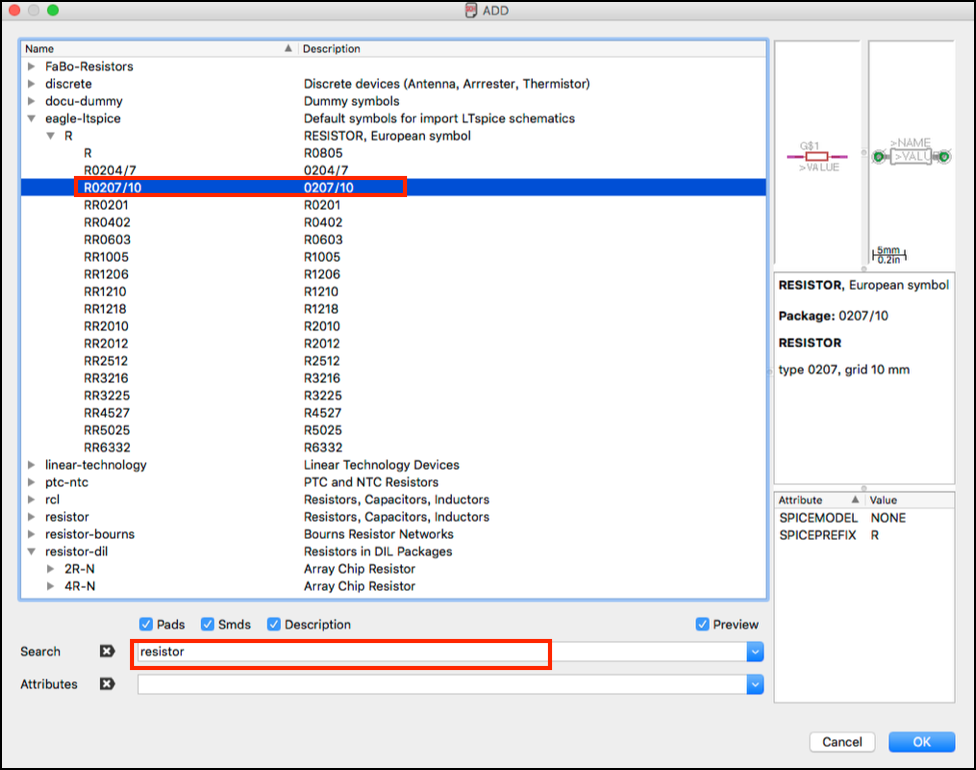 ADD
Name Description
FaBo-Resistors
discrete Discrete devices (Antenna, Arrrester, Thermistor)
docu-dummy Dummy symbols
eagle-ltspice Default symbols for import LTspice schematics
R RESISTOR, European symbol
R R0805
R0204/7 0204/7
R0207/10 0207/10
RR0201 R0201
RR0402 R0402
RR0603 R0603
RR1005 R1005
RR1206 R1206
RR1210 R1210
RR1218 R1218
RR2010 R2010
RR2012 R2012
RR2512 R2512
RR3216 R3216
RR3225 R3225
RR4527 R4527
RR5025 R5025
RR6332 R6332
linear-technology Linear Technology Devices
ptc-ntc PTC and NTC Resistors
rcl Resistors, Capacitors, Inductors
resistor Resistors, Capacitors, Inductors
resistor-bourns Bourns Resistor Networks
resistor-dil Resistors in DIL Packages
2R-N Array Chip Resistor
4R-N Array Chip Resistor
Pads Smds Description Preview
Search resistor
Attributes
G$1
>VALUE
>NAME
>VALU
5mm
0.2in
RESISTOR, European symbol
Package: 0207/10
RESISTOR
type 0207, grid 10 mm
Attribute Value
SPICEMODEL NONE
SPICEPREFIX R
Cancel OK